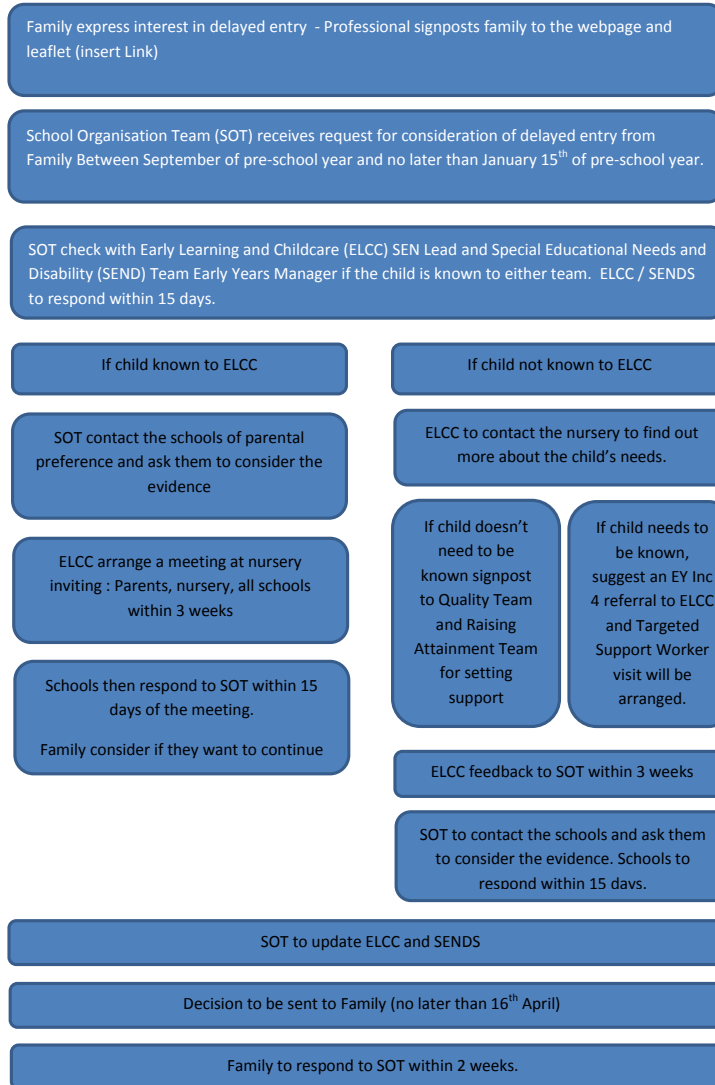 Family express interest in delayed entry - Professional signposts family to the webpage and
leaflet (insert Link)
School Organisation Team (SOT) receives request for consideration of delayed entry from
Family Between September of pre-school year and no later than January 15th of pre-school year.
SOT check with Early Learning and Childcare (ELCC) SEN Lead and Special Educational Needs and
Disability (SEND) Team Early Years Manager if the child is known to either team. ELCC / SENDS
to respond within 15 days.
If child known to ELCC
SOT contact the schools of parental
preference and ask them to consider the
evidence
ELCC arrange a meeting at nursery
inviting : Parents, nursery, all schools
within 3 weeks
Schools then respond to SOT within 15
days of the meeting.
Family consider if they want to continue
If child not known to ELCC
ELCC to contact the nursery to find out
more about the child's needs.
If child doesn't
need to be
known signpost
to Quality Team
and Raising
Attainment Team
for setting
support
If child needs to
be known,
suggest an EY Inc
4 referral to ELCC
and Targeted
Support Worker
visit will be
arranged.
ELCC feedback to SOT within 3 weeks
SOT to contact the schools and ask them
to consider the evidence. Schools to
respond within 15 days.
SOT to update ELCC and SENDS
Decision to be sent to Family (no later than 16th April)
Family to respond to SOT within 2 weeks.